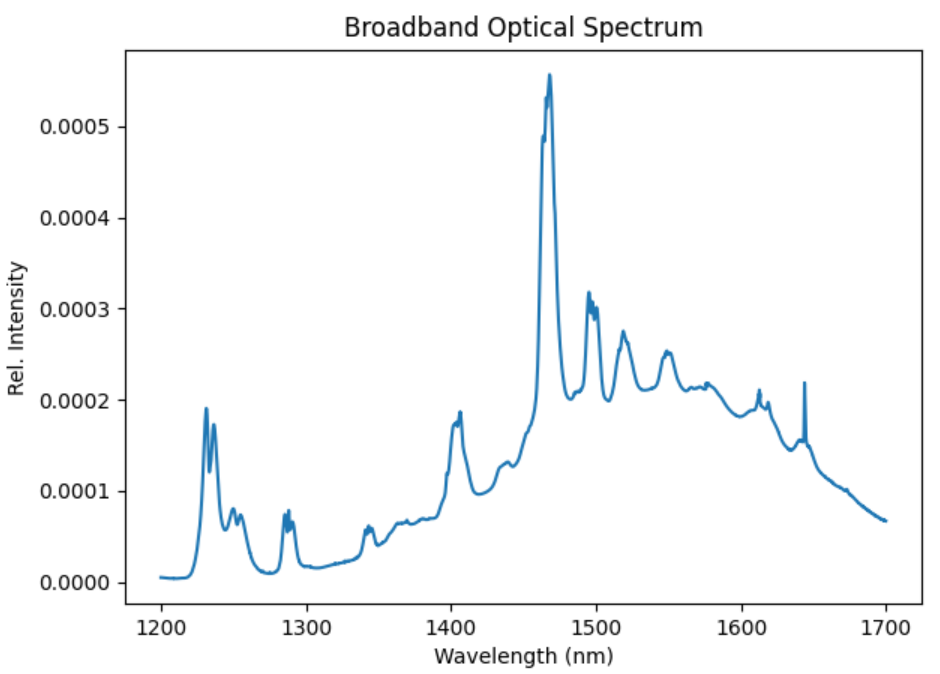 Broadband Optical Spectrum
Rel. Intensity
0.0005
0.0004
0.0003
0.0002
0.0001
0.0000
1200 1300 1400 1500 1600 1700
Wavelength (nm)